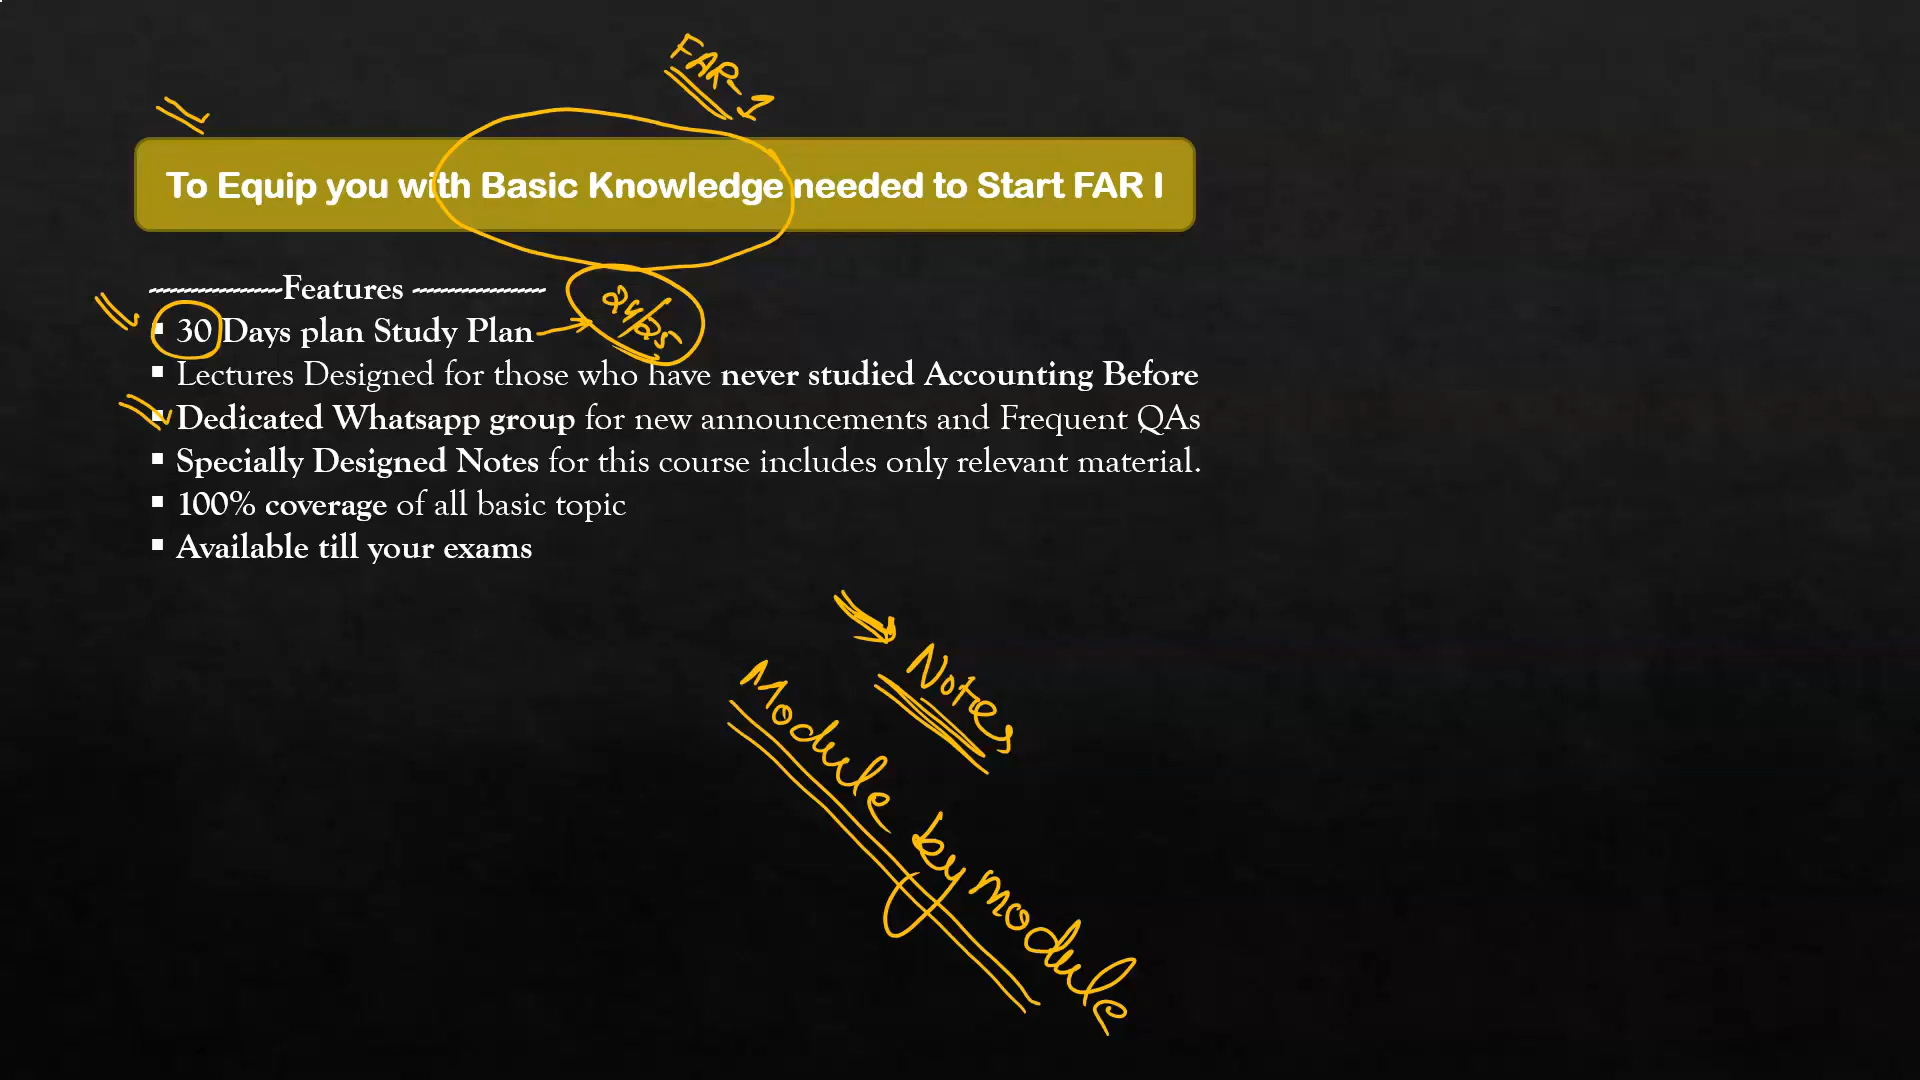 FAR-1
To Equip you with Basic Knowledge needed to Start FAR I
----------------Features ----------------
▪ 30 Days plan Study Plan → 24/25
▪ Lectures Designed for those who have never studied Accounting Before
▪ Dedicated Whatsapp group for new announcements and Frequent QAs
▪ Specially Designed Notes for this course includes only relevant material.
▪ 100% coverage of all basic topic
▪ Available till your exams
→ Notes
Module by module